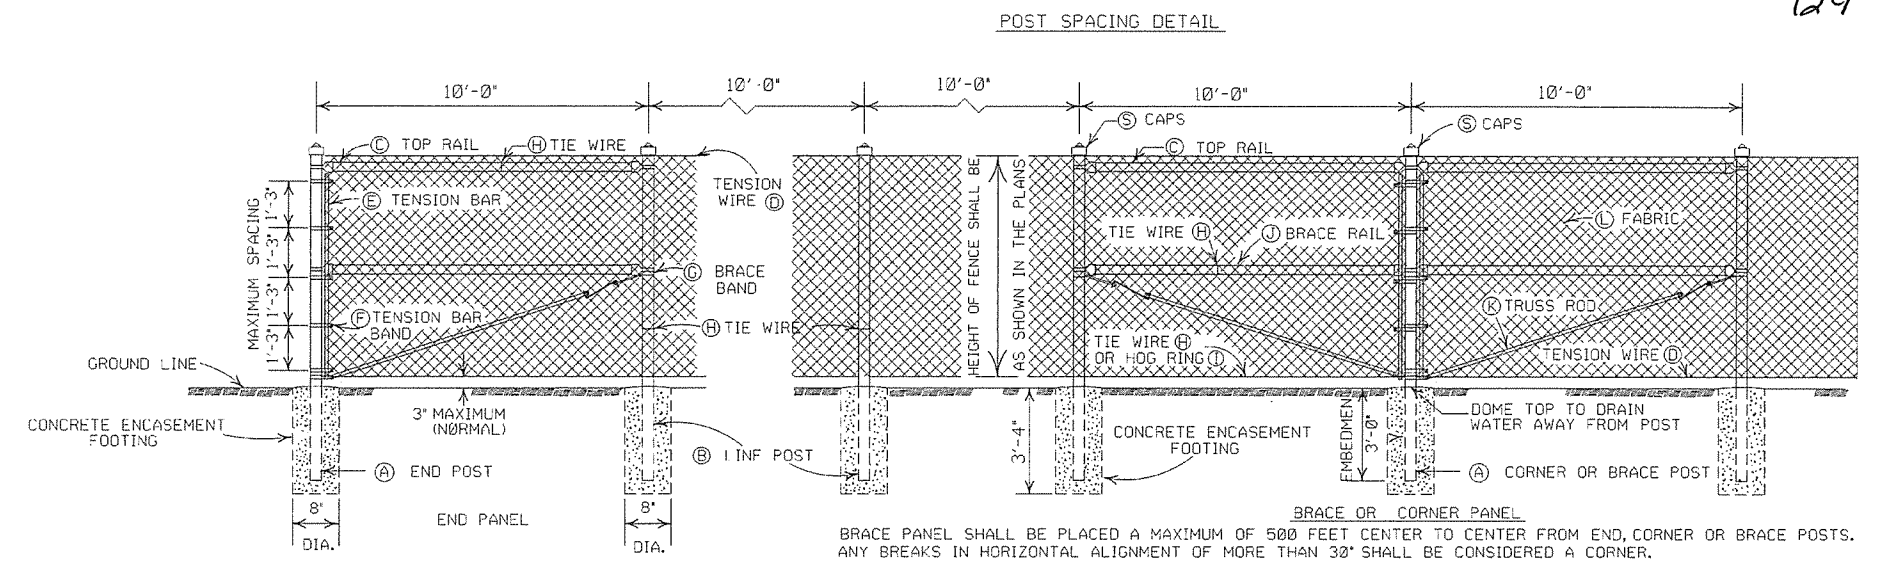 129
POST SPACING DETAIL
10'-0"
10'-0"
10'-0"
10'-0"
10'-0"
Ⓢ CAPS
Ⓢ CAPS
Ⓒ TOP RAIL
Ⓗ TIE WIRE
Ⓒ TOP RAIL
TENSION
WIRE Ⓓ
Ⓔ TENSION BAR
MAXIMUM SPACING
1'-3"
1'-3"
1'-3"
1'-3"
HEIGHT OF FENCE SHALL BE
AS SHOWN IN THE PLANS
Ⓛ FABRIC
TIE WIRE Ⓗ
Ⓙ BRACE RAIL
Ⓖ BRACE
BAND
Ⓕ TENSION BAR
BAND
Ⓗ TIE WIRE
Ⓚ TRUSS ROD
TIE WIRE Ⓗ
OR HOG RING Ⓘ
TENSION WIRE Ⓓ
GROUND LINE
3" MAXIMUM
(NORMAL)
CONCRETE ENCASEMENT
FOOTING
Ⓐ END POST
Ⓑ LINF POST
3'-4"
CONCRETE ENCASEMENT
FOOTING
EMBEDMEN
3'-0"
DOME TOP TO DRAIN
WATER AWAY FROM POST
Ⓐ CORNER OR BRACE POST
8"
DIA.
8"
DIA.
END PANEL
BRACE OR CORNER PANEL
BRACE PANEL SHALL BE PLACED A MAXIMUM OF 500 FEET CENTER TO CENTER FROM END, CORNER OR BRACE POSTS.
ANY BREAKS IN HORIZONTAL ALIGNMENT OF MORE THAN 30° SHALL BE CONSIDERED A CORNER.